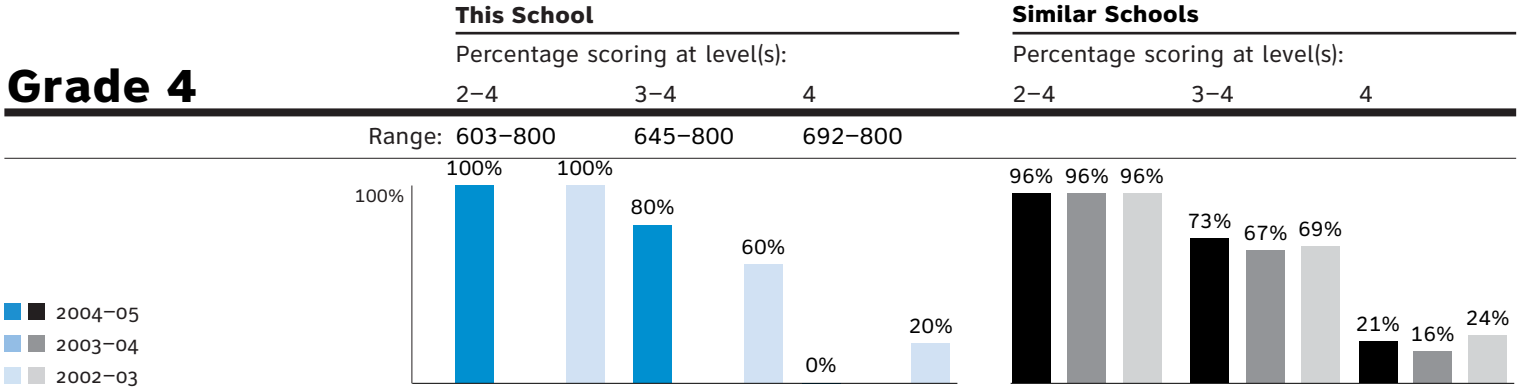 This School Similar Schools
Percentage scoring at level(s): Percentage scoring at level(s):
Grade 4 2–4 3–4 4 2–4 3–4 4
Range: 603–800 645–800 692–800
100% 100% 96% 96% 96%
100% 80% 73% 67% 69%
60%
2004–05 20% 21% 16% 24%
2003–04 0%
2002–03